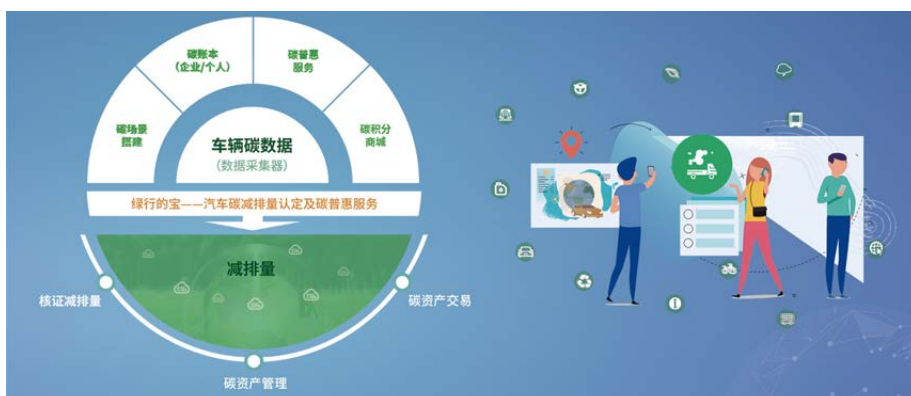 碳账本
(企业/个人)
碳普惠
服务
碳场景
搭建
碳积分
商城
车辆碳数据
(数据采集器)
绿行的宝——汽车碳减排量认定及碳普惠服务
减排量
核证减排量
碳资产交易
碳资产管理